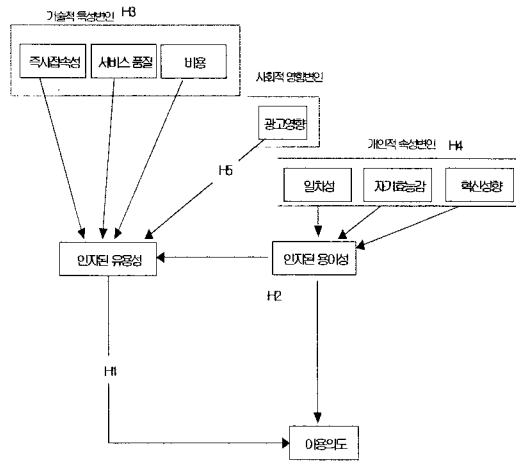 기술적 특성변인 H3
즉시접속성 서비스 품질 비용
사회적 영향변인
광고영향
개인적 속성변인 H4
H5
일치성 자기효능감 혁신성향
인지된 유용성 인지된 용이성
H2
H1
이용의도